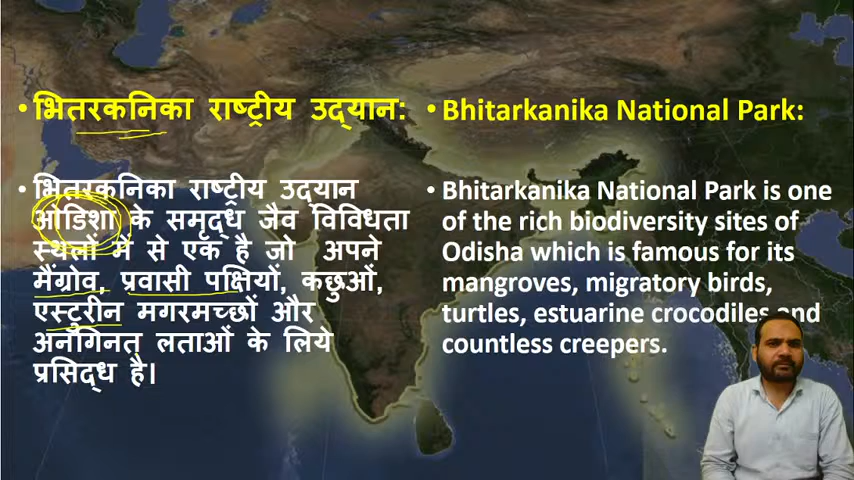 • भितरकनिका राष्ट्रीय उद्यान:
• भितरकनिका राष्ट्रीय उद्यान
ओडिशा के समृद्ध जैव विविधता
स्थलों में से एक है जो अपने
मैंग्रोव, प्रवासी पक्षियों, कछुओं,
एस्टुरीन मगरमच्छों और
अनगिनत लताओं के लिये
प्रसिद्ध है।
• Bhitarkanika National Park:
• Bhitarkanika National Park is one
of the rich biodiversity sites of
Odisha which is famous for its
mangroves, migratory birds,
turtles, estuarine crocodiles and
countless creepers.